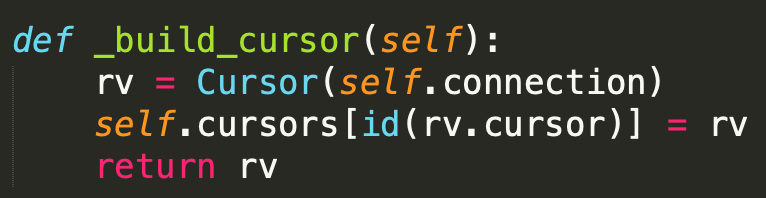 def _build_cursor(self):
    rv = Cursor(self.connection)
    self.cursors[id(rv.cursor)] = rv
    return rv